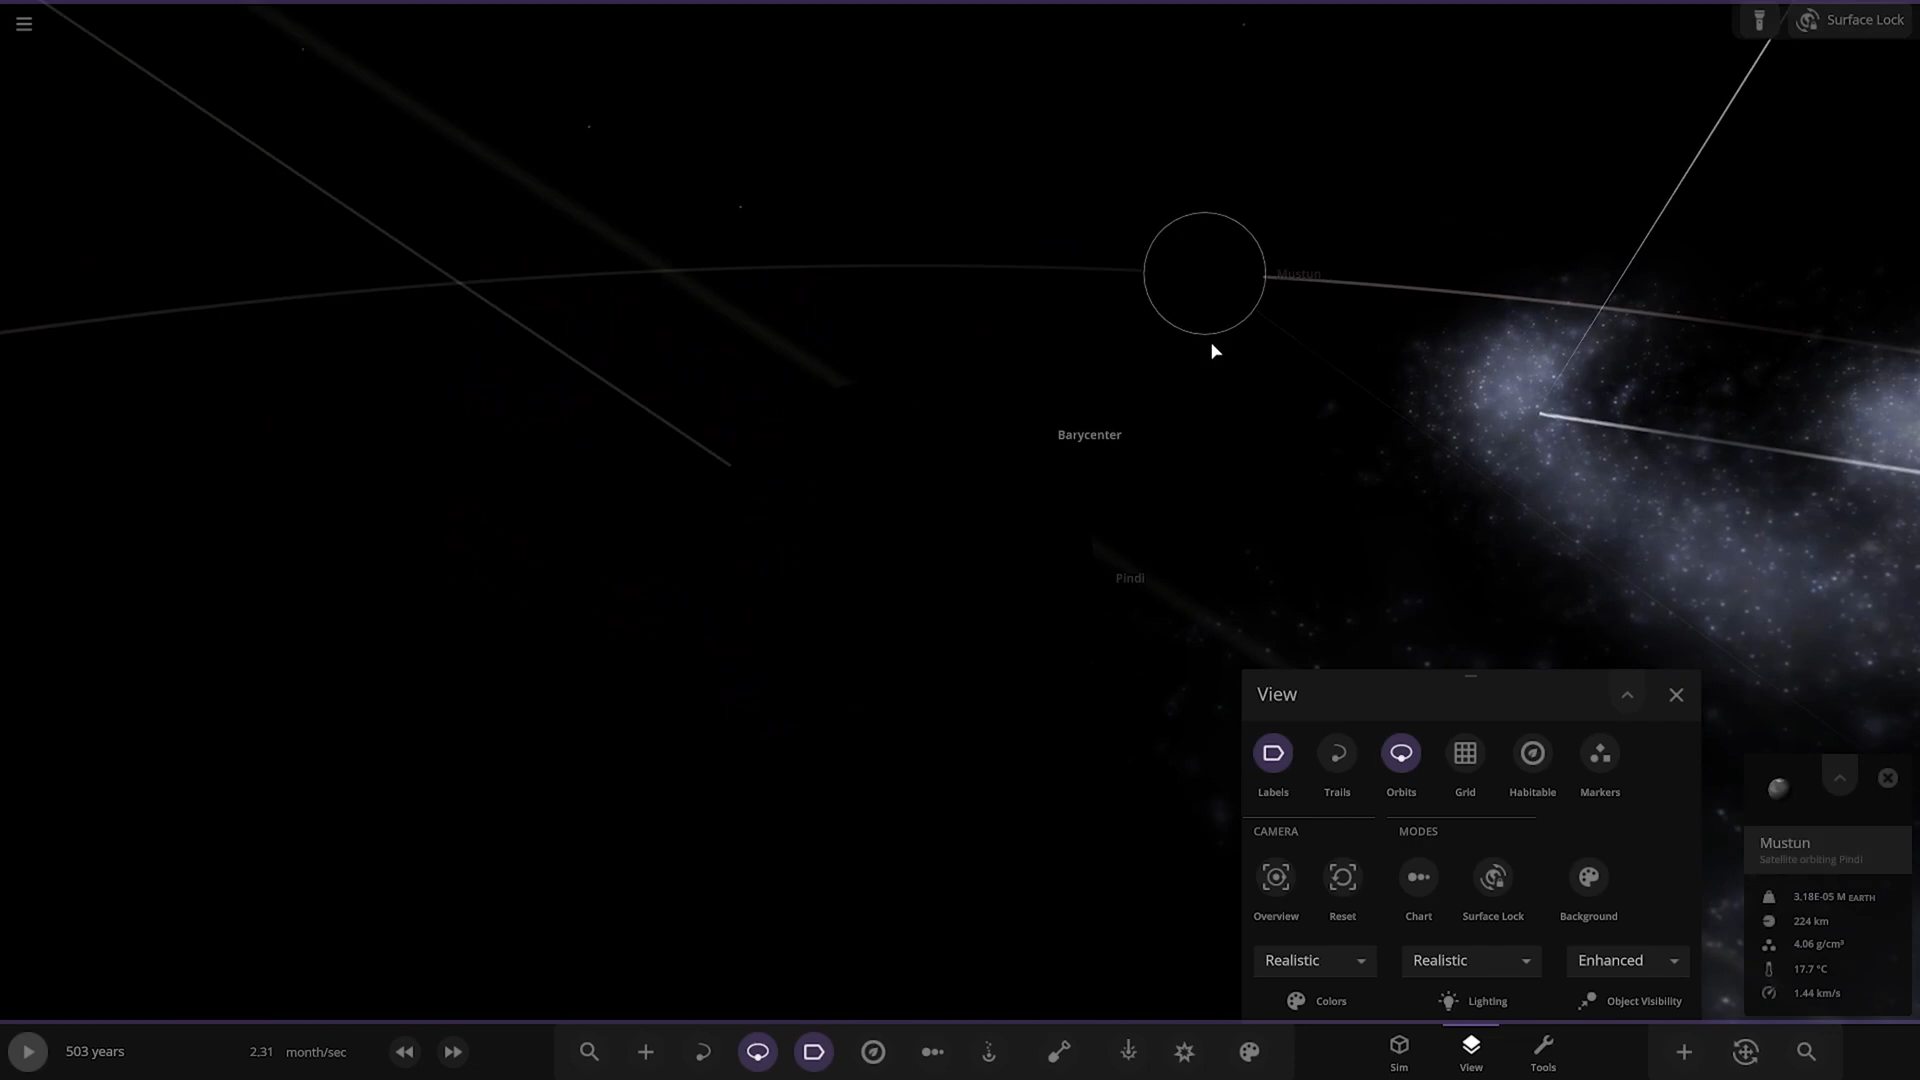 Surface Lock
Mustun
Barycenter
Pindi
View
Labels
Trails
Orbits
Grid
Habitable
Markers
CAMERA
MODES
Overview
Reset
Chart
Surface Lock
Background
Realistic
Realistic
Enhanced
Colors
Lighting
Object Visibility
Mustun
Satellite orbiting Pindi
3.18E-05 M EARTH
224 km
4.06 g/cm³
17.7 °C
1.44 km/s
503 years
2.31 month/sec
Sim
View
Tools